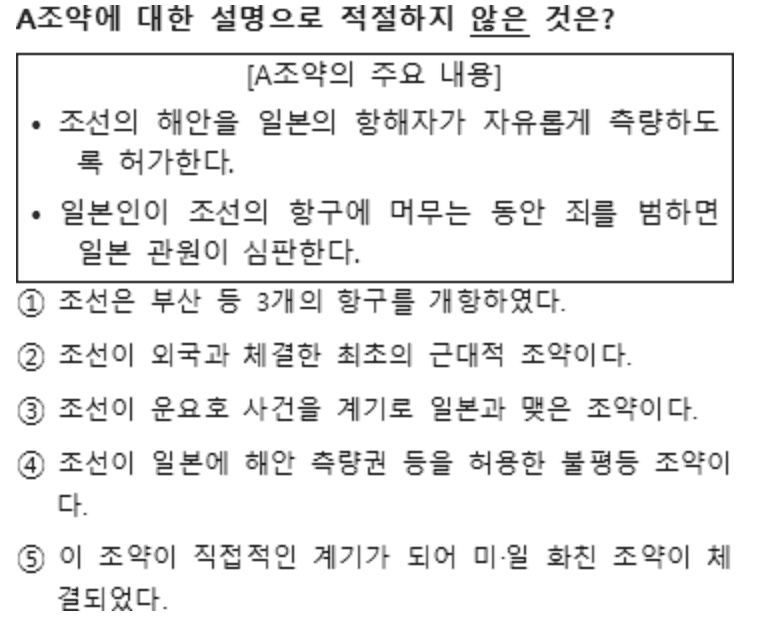 A조약에 대한 설명으로 적절하지 않은 것은?
[A조약의 주요 내용]
• 조선의 해안을 일본의 항해자가 자유롭게 측량하도
록 허가한다.
• 일본인이 조선의 항구에 머무는 동안 죄를 범하면
일본 관원이 심판한다.
① 조선은 부산 등 3개의 항구를 개항하였다.
② 조선이 외국과 체결한 최초의 근대적 조약이다.
③ 조선이 운요호 사건을 계기로 일본과 맺은 조약이다.
④ 조선이 일본에 해안 측량권 등을 허용한 불평등 조약이
다.
⑤ 이 조약이 직접적인 계기가 되어 미·일 화친 조약이 체
결되었다.